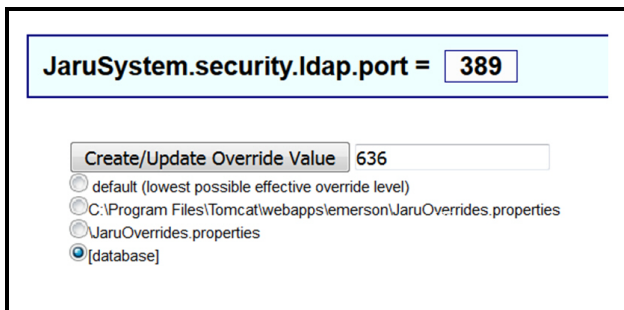 JaruSystem.security.ldap.port = 389
Create/Update Override Value 636
default (lowest possible effective override level)
C:\Program Files\Tomcat\webapps\emerson\JaruOverrides.properties
\JaruOverrides.properties
[database]